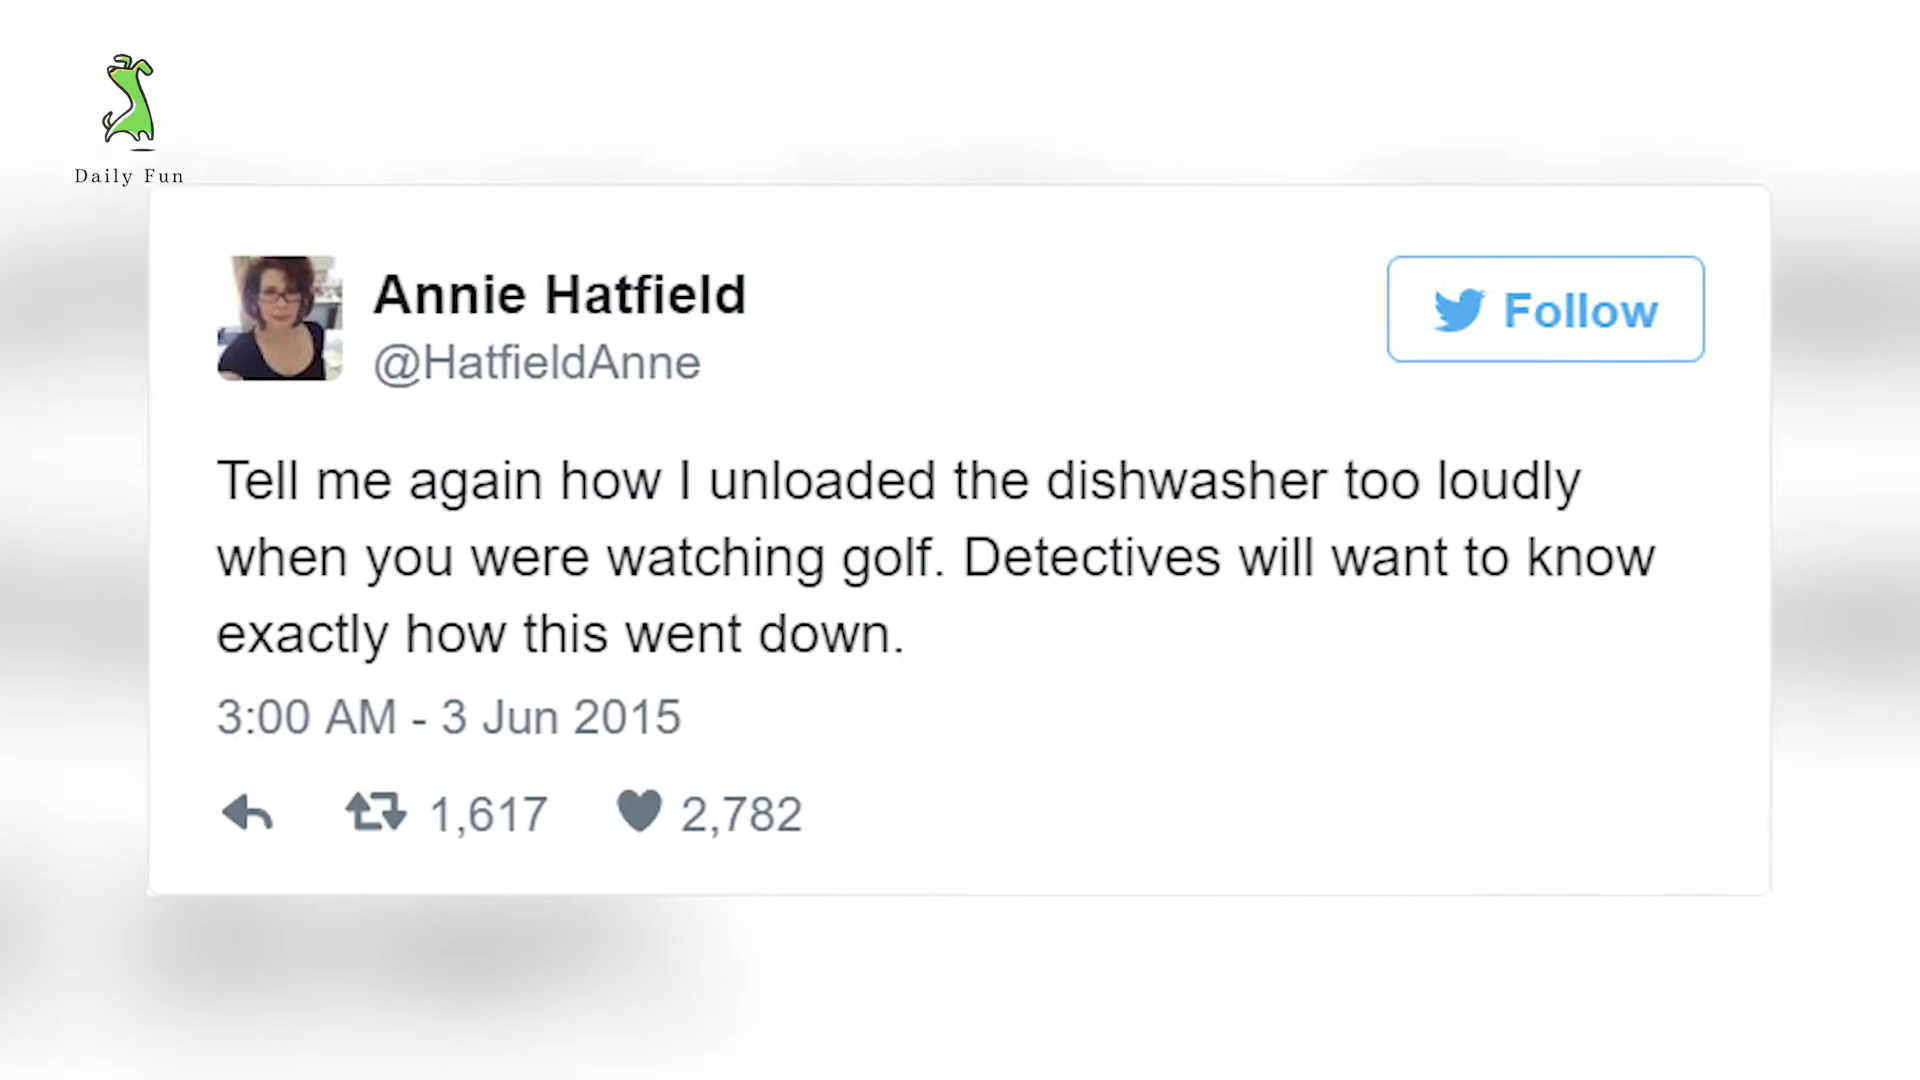 Daily Fun
Annie Hatfield
@HatfieldAnne
Follow
Tell me again how I unloaded the dishwasher too loudly
when you were watching golf. Detectives will want to know
exactly how this went down.
3:00 AM - 3 Jun 2015
1,617 2,782